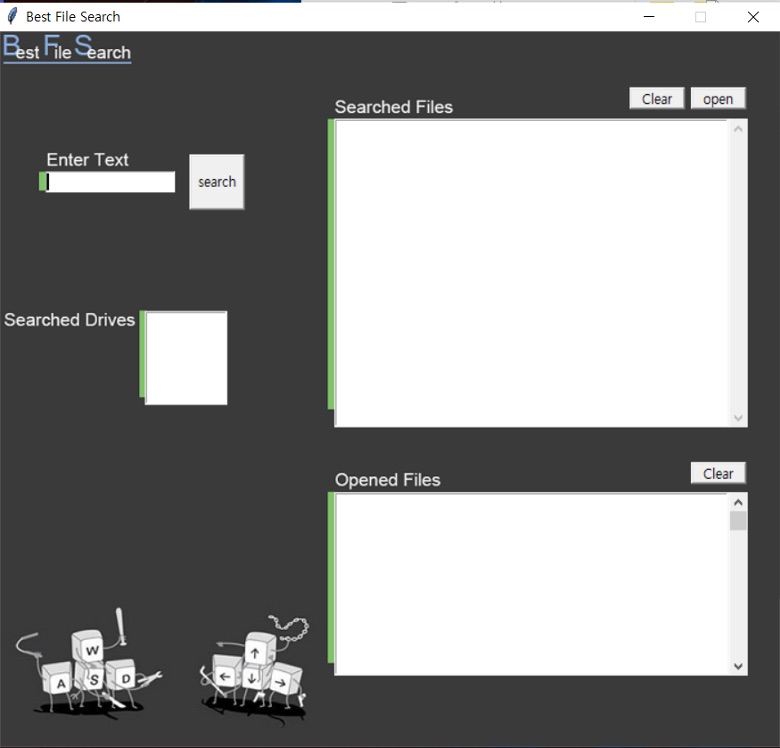 Best File Search
Best File Search
Clear open
Searched Files
Enter Text
search
Searched Drives
Clear
Opened Files
W
A S D
↑
← ↓ →